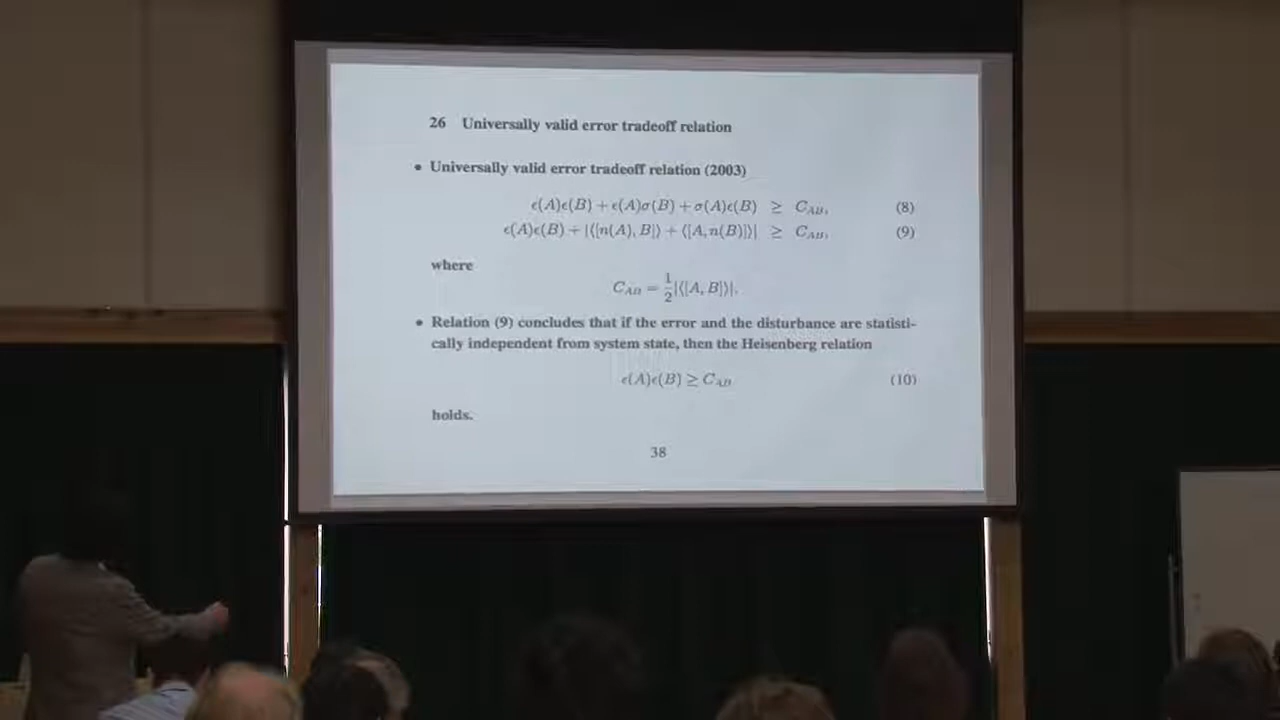 26 Universally valid error tradeoff relation
• Universally valid error tradeoff relation (2003)
ϵ(A)ϵ(B) + ϵ(A)σ(B) + σ(A)ϵ(B) ≥ C_AB, (8)
ϵ(A)ϵ(B) + |⟨[n(A), B]⟩ + ⟨[A, n(B)]⟩| ≥ C_AB, (9)
where
C_AB = 1/2 |⟨[A, B]⟩|.
• Relation (9) concludes that if the error and the disturbance are statisti-
cally independent from system state, then the Heisenberg relation
ϵ(A)ϵ(B) ≥ C_AB (10)
holds.
38